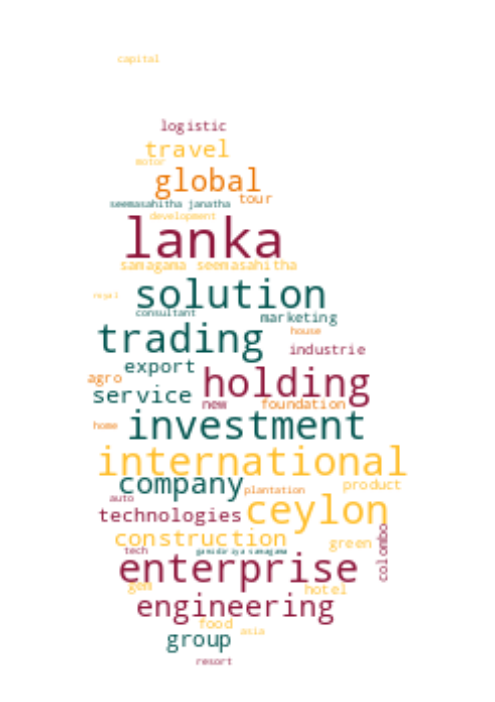 capital
logistic
travel
motor
global
tour
seemasahitha janatha
development
lanka
samagama seemasahitha
solution
royal
consultant
marketing
trading
house
industrie
export
agro
holding
service
new
foundation
home
investment
international
company
plantation
product
auto
technologies
ceylon
construction
green
colombo
tech
enterprise
gem
hotel
engineering
food
asia
group
resort